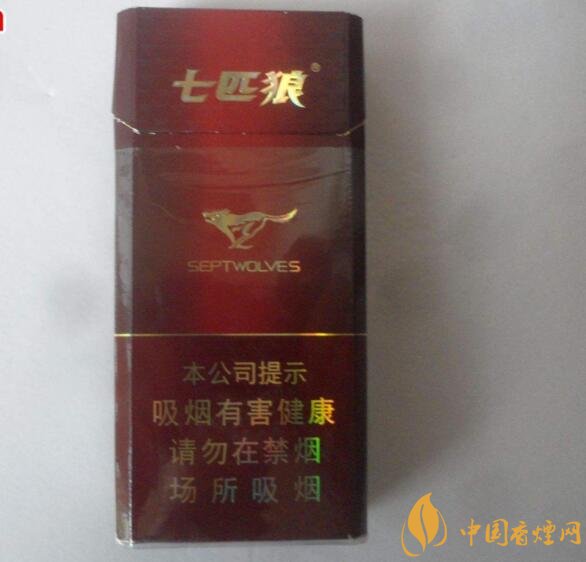 七匹狼®
SEPTWOLVES
本公司提示
吸烟有害健康
请勿在禁烟
场所吸烟
中国香烟网